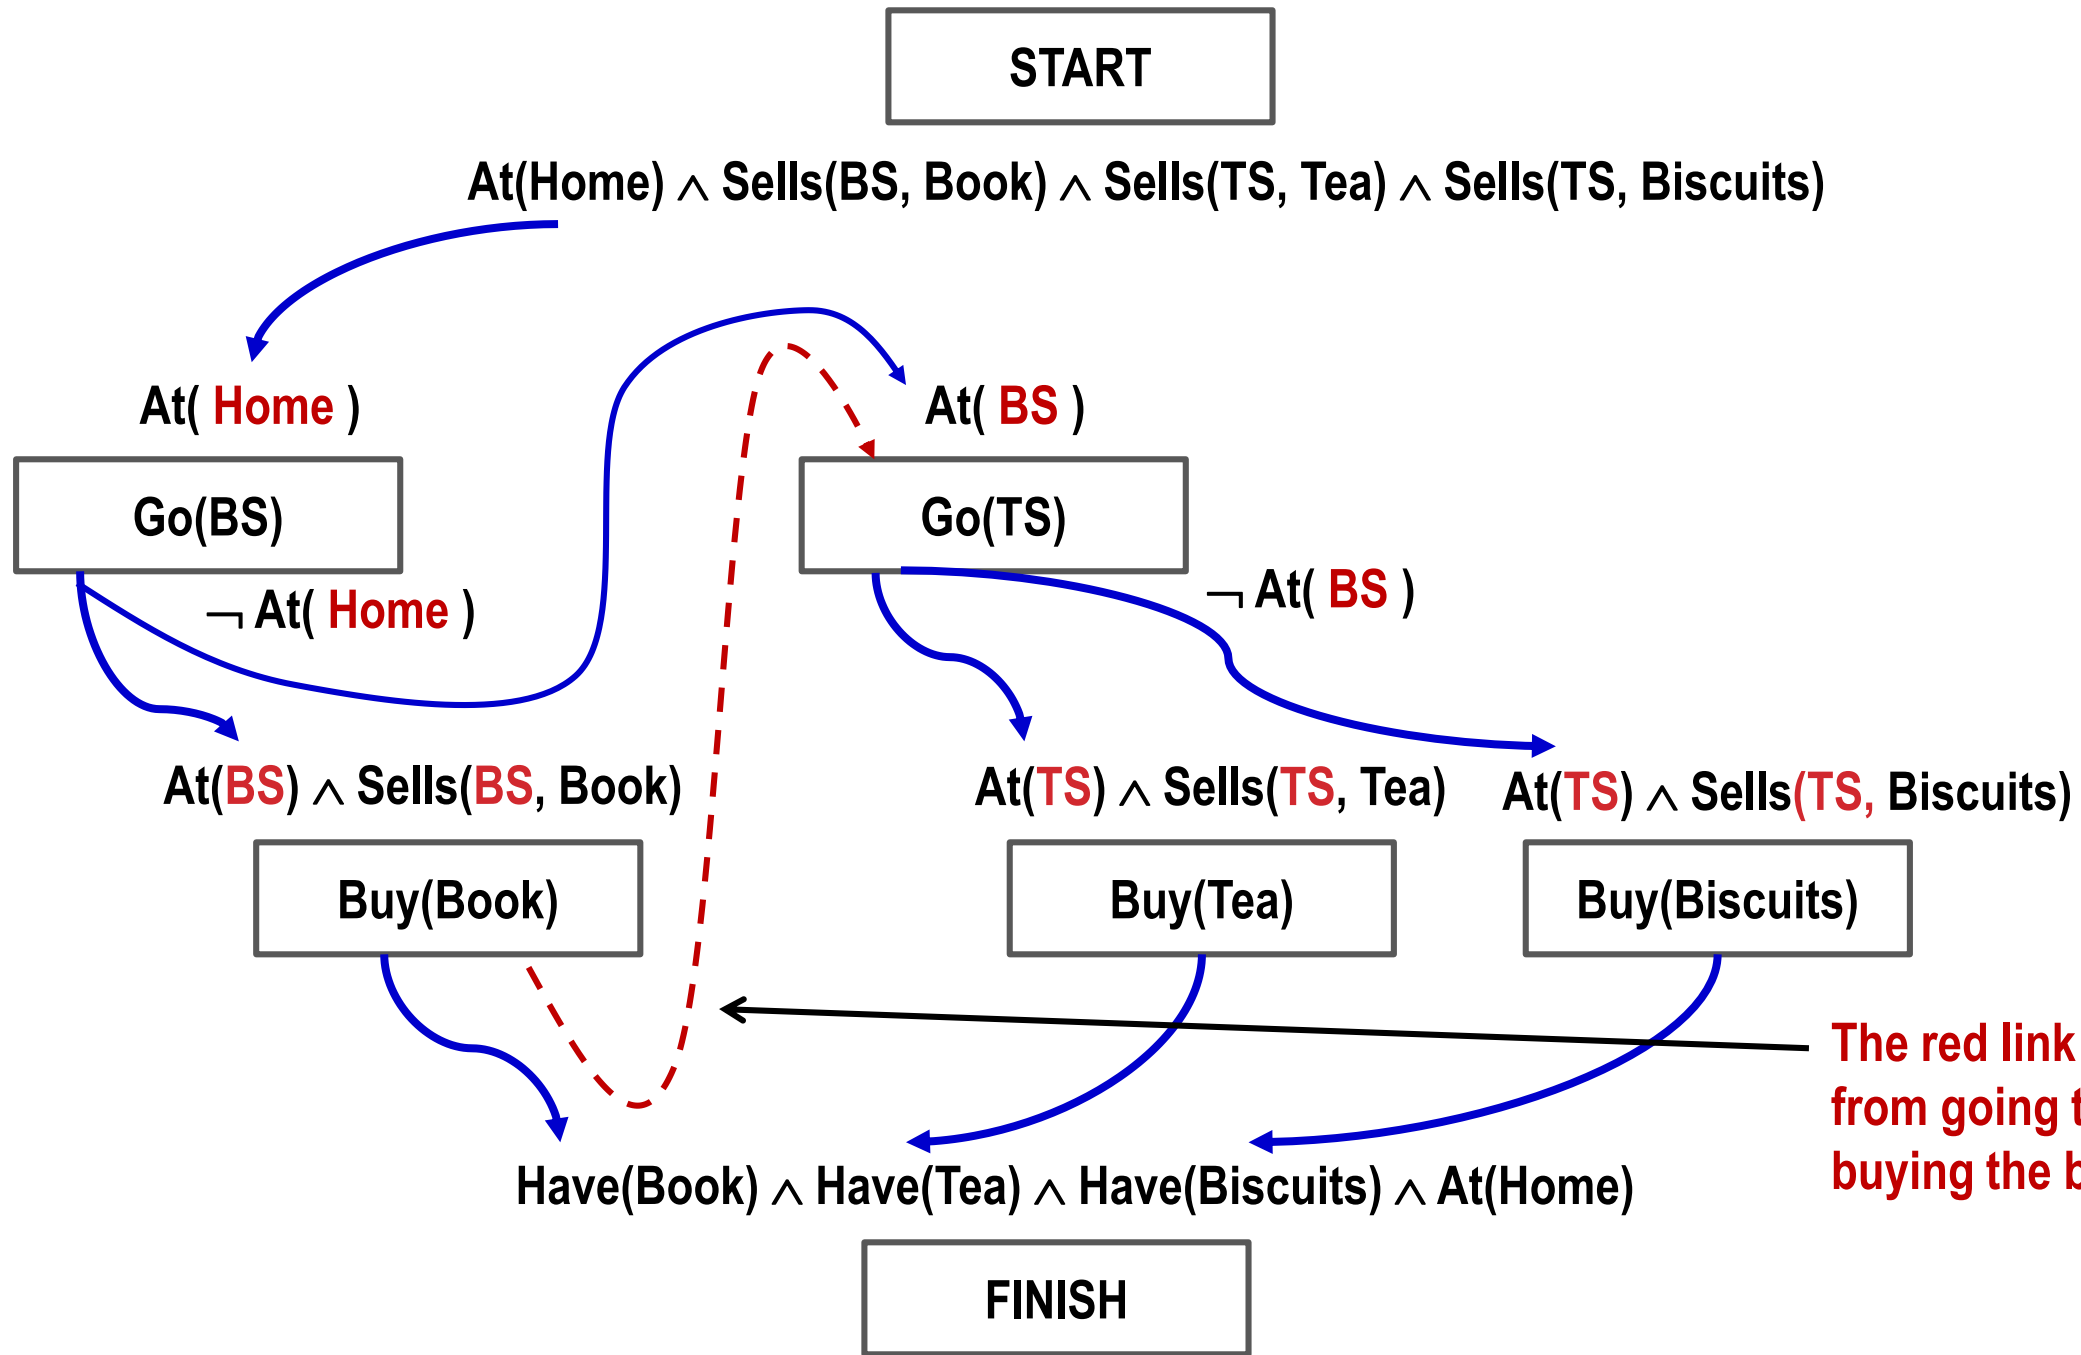 START
At(Home) ∧ Sells(BS, Book) ∧ Sells(TS, Tea) ∧ Sells(TS, Biscuits)
At( Home )
At( BS )
Go(BS)
Go(TS)
¬ At( Home )
¬ At( BS )
At(BS) ∧ Sells(BS, Book)
At(TS) ∧ Sells(TS, Tea)
At(TS) ∧ Sells(TS, Biscuits)
Buy(Book)
Buy(Tea)
Buy(Biscuits)
The red link
from going
buying the
Have(Book) ∧ Have(Tea) ∧ Have(Biscuits) ∧ At(Home)
FINISH